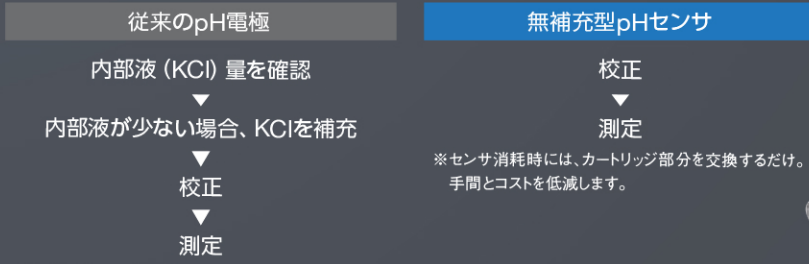 従来のpH電極
内部液（KCl）量を確認
▼
内部液が少ない場合、KClを補充
▼
校正
▼
測定
無補充型pHセンサ
校正
▼
測定
※センサ消耗時には、カートリッジ部分を交換するだけ。
手間とコストを低減します。